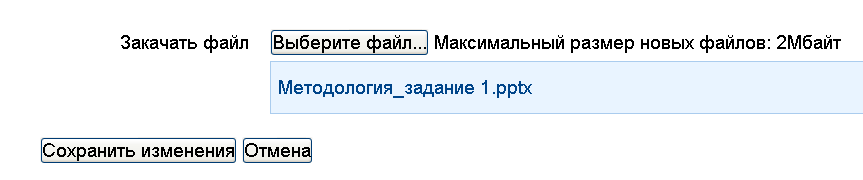 Закачать файл Выберите файл... Максимальный размер новых файлов: 2Мбайт
Методология_задание 1.pptx
Сохранить изменения Отмена